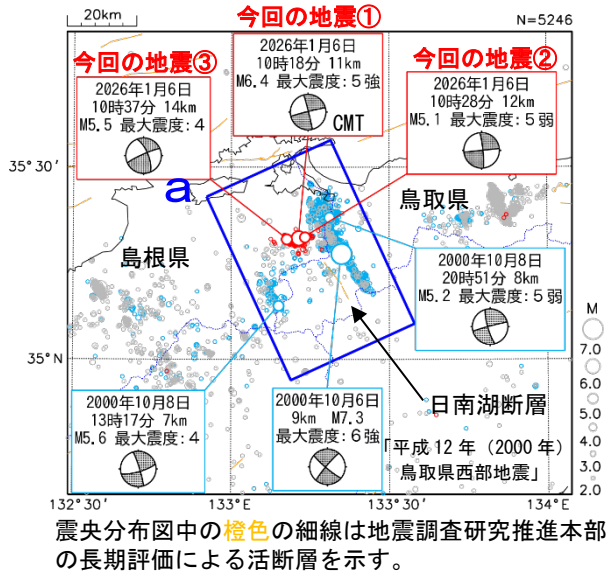 20km
N=5246
今回の地震①
今回の地震③
今回の地震②
2026年1月6日
10時18分 11km
M6.4 最大震度:5強
CMT
2026年1月6日
10時37分 14km
M5.5 最大震度:4
2026年1月6日
10時28分 12km
M5.1 最大震度:5弱
35°30'
a
鳥取県
島根県
2000年10月8日
20時51分 8km
M5.2 最大震度:5弱
35°N
M
7.0
6.0
5.0
4.0
3.0
2.0
2000年10月8日
13時17分 7km
M5.6 最大震度:4
2000年10月6日
9km M7.3
最大震度:6強
日南湖断層
「平成12年(2000年)
鳥取県西部地震」
132°30'
133°E
133°30'
134°E
震央分布図中の橙色の細線は地震調査研究推進本部
の長期評価による活断層を示す。